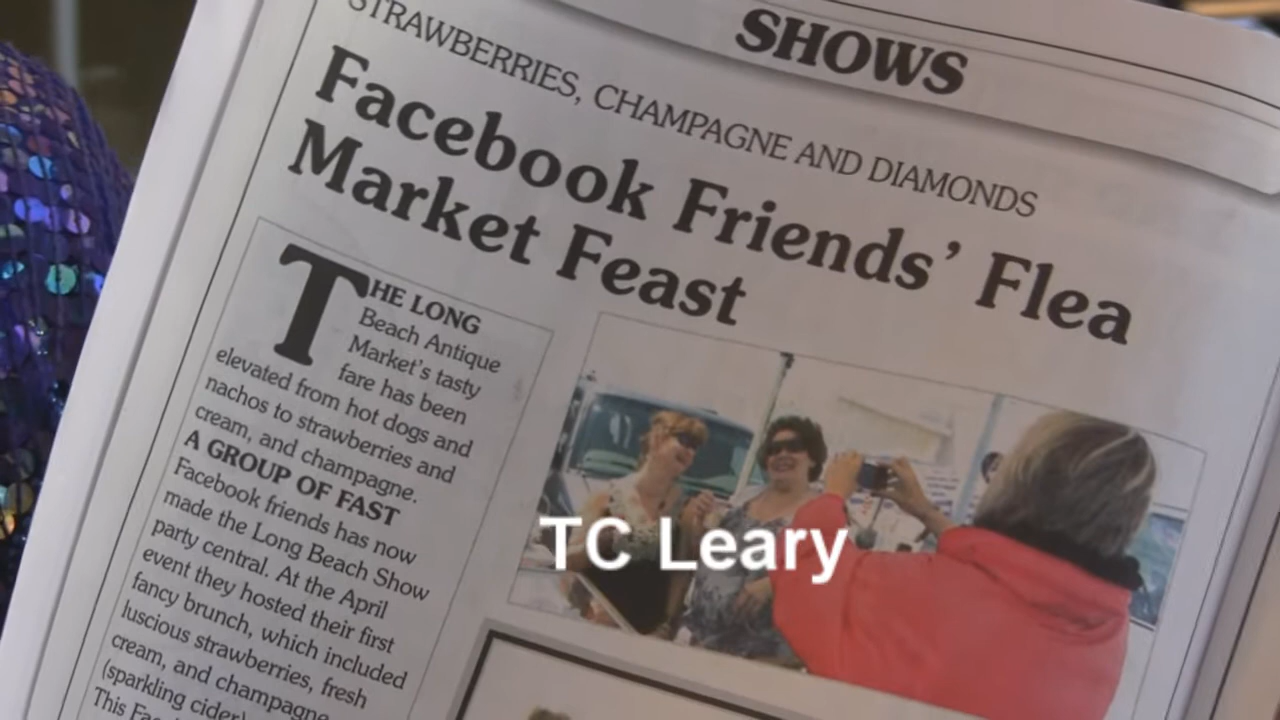 SHOWS
STRAWBERRIES, CHAMPAGNE AND DIAMONDS
Facebook Friends' Flea
Market Feast
THE LONG
Beach Antique
Market's tasty
fare has been
elevated from hot dogs and
nachos to strawberries and
cream, and champagne.
A GROUP OF FAST
Facebook friends has now
made the Long Beach Show
party central. At the April
event they hosted their first
fancy brunch, which included
luscious strawberries, fresh
cream, and champagne
(sparkling cider)
This
TC Leary